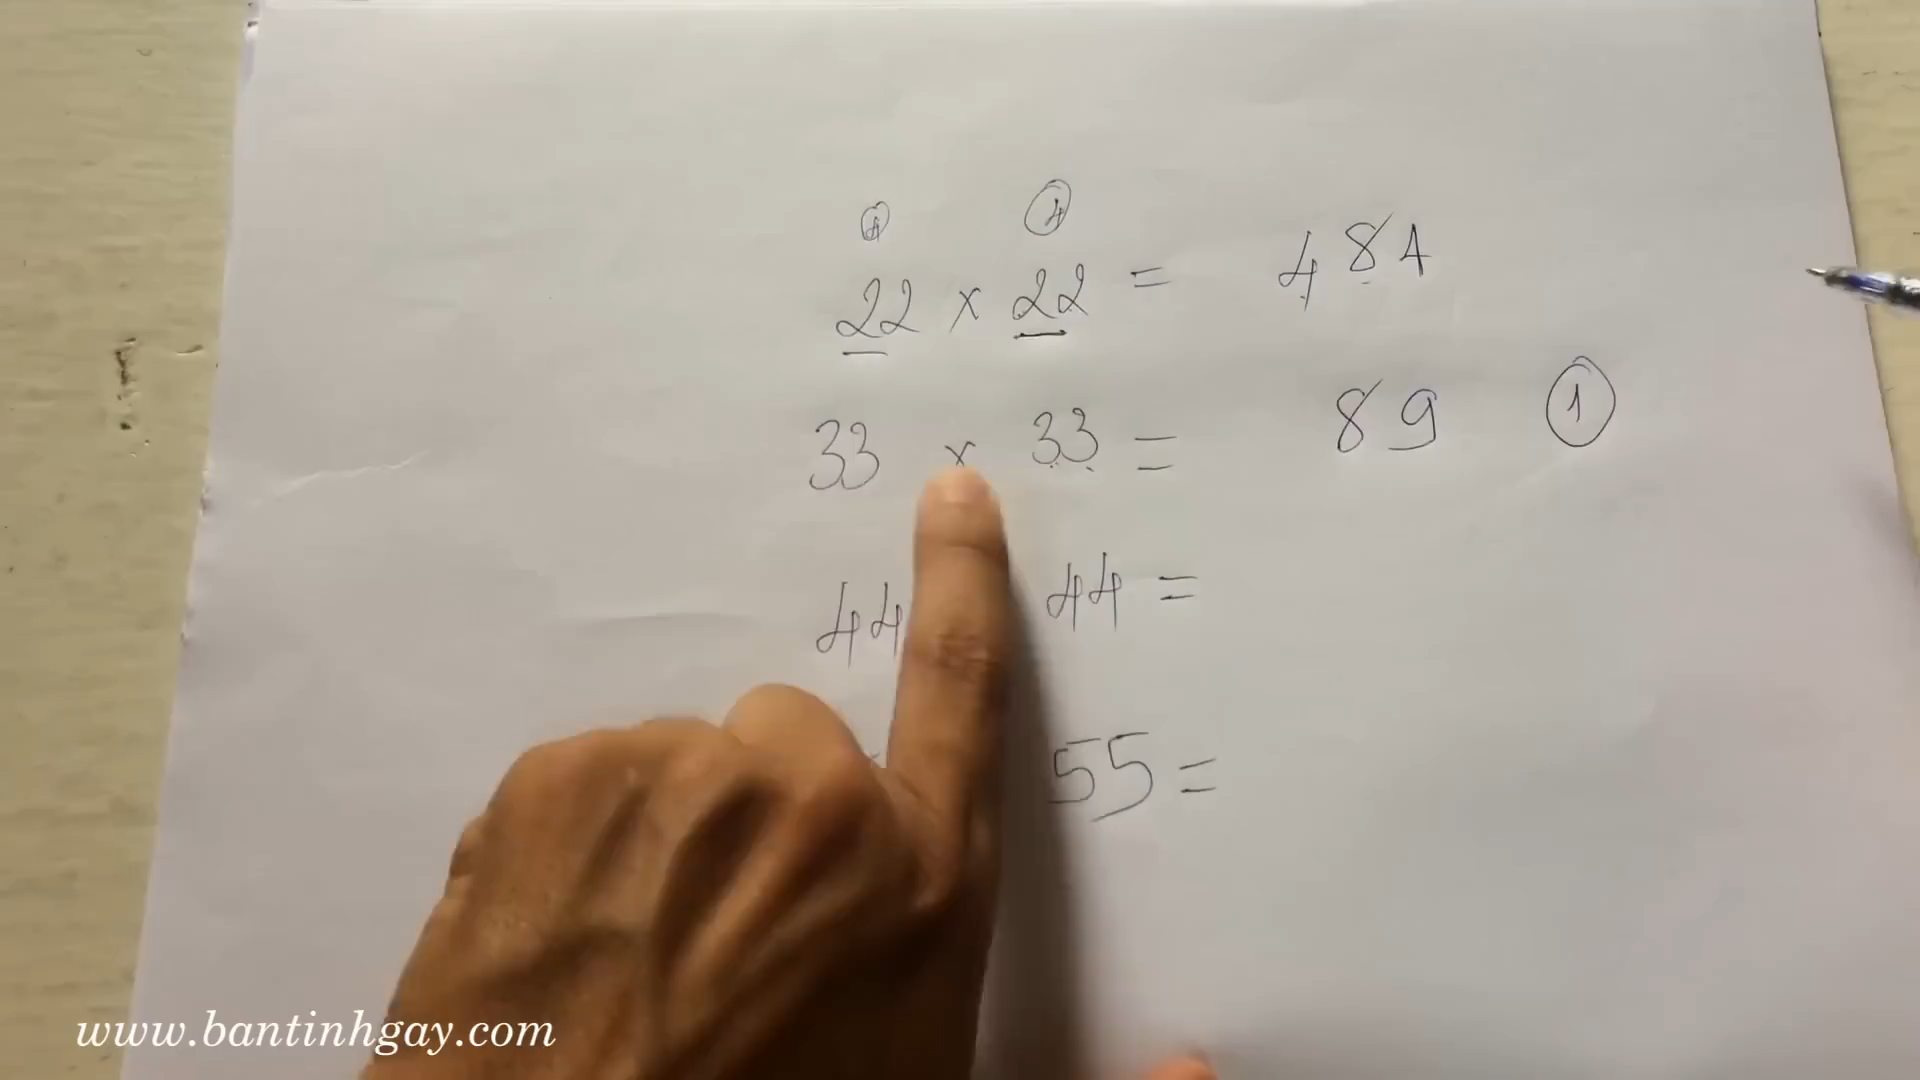 ④ ④
22 × 22 = 484
33 × 33 = 89 ①
44 44 =
55 =
www.bantinhgay.com